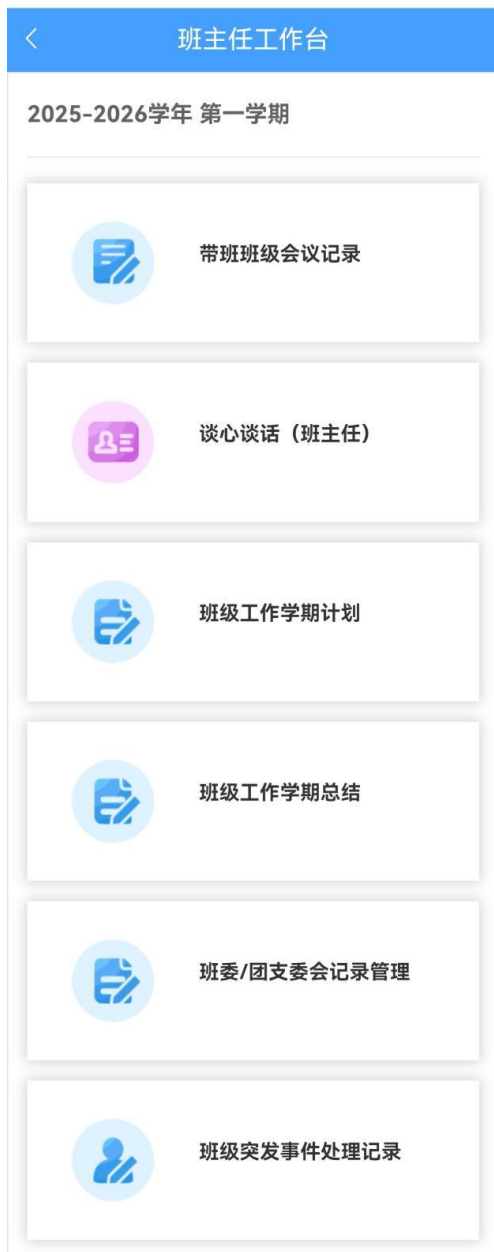 班主任工作台
2025-2026学年 第一学期
带班班级会议记录
谈心谈话（班主任）
班级工作学期计划
班级工作学期总结
班委/团支委会记录管理
班级突发事件处理记录